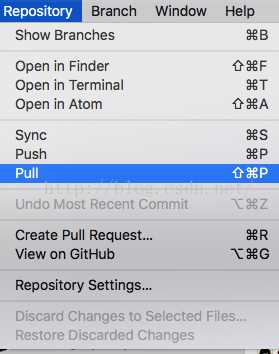 Repository Branch Window Help
Show Branches ⌘B
Open in Finder ⇧⌘F
Open in Terminal ⌘T
Open in Atom ⇧⌘A
Sync ⌘S
Push ⌘P
Pull ⇧⌘P
http://blog.csdn.net
Undo Most Recent Commit ⌥⌘Z
Create Pull Request... ⌘R
View on GitHub ⌥⌘G
Repository Settings...
Discard Changes to Selected Files...
Restore Discarded Changes